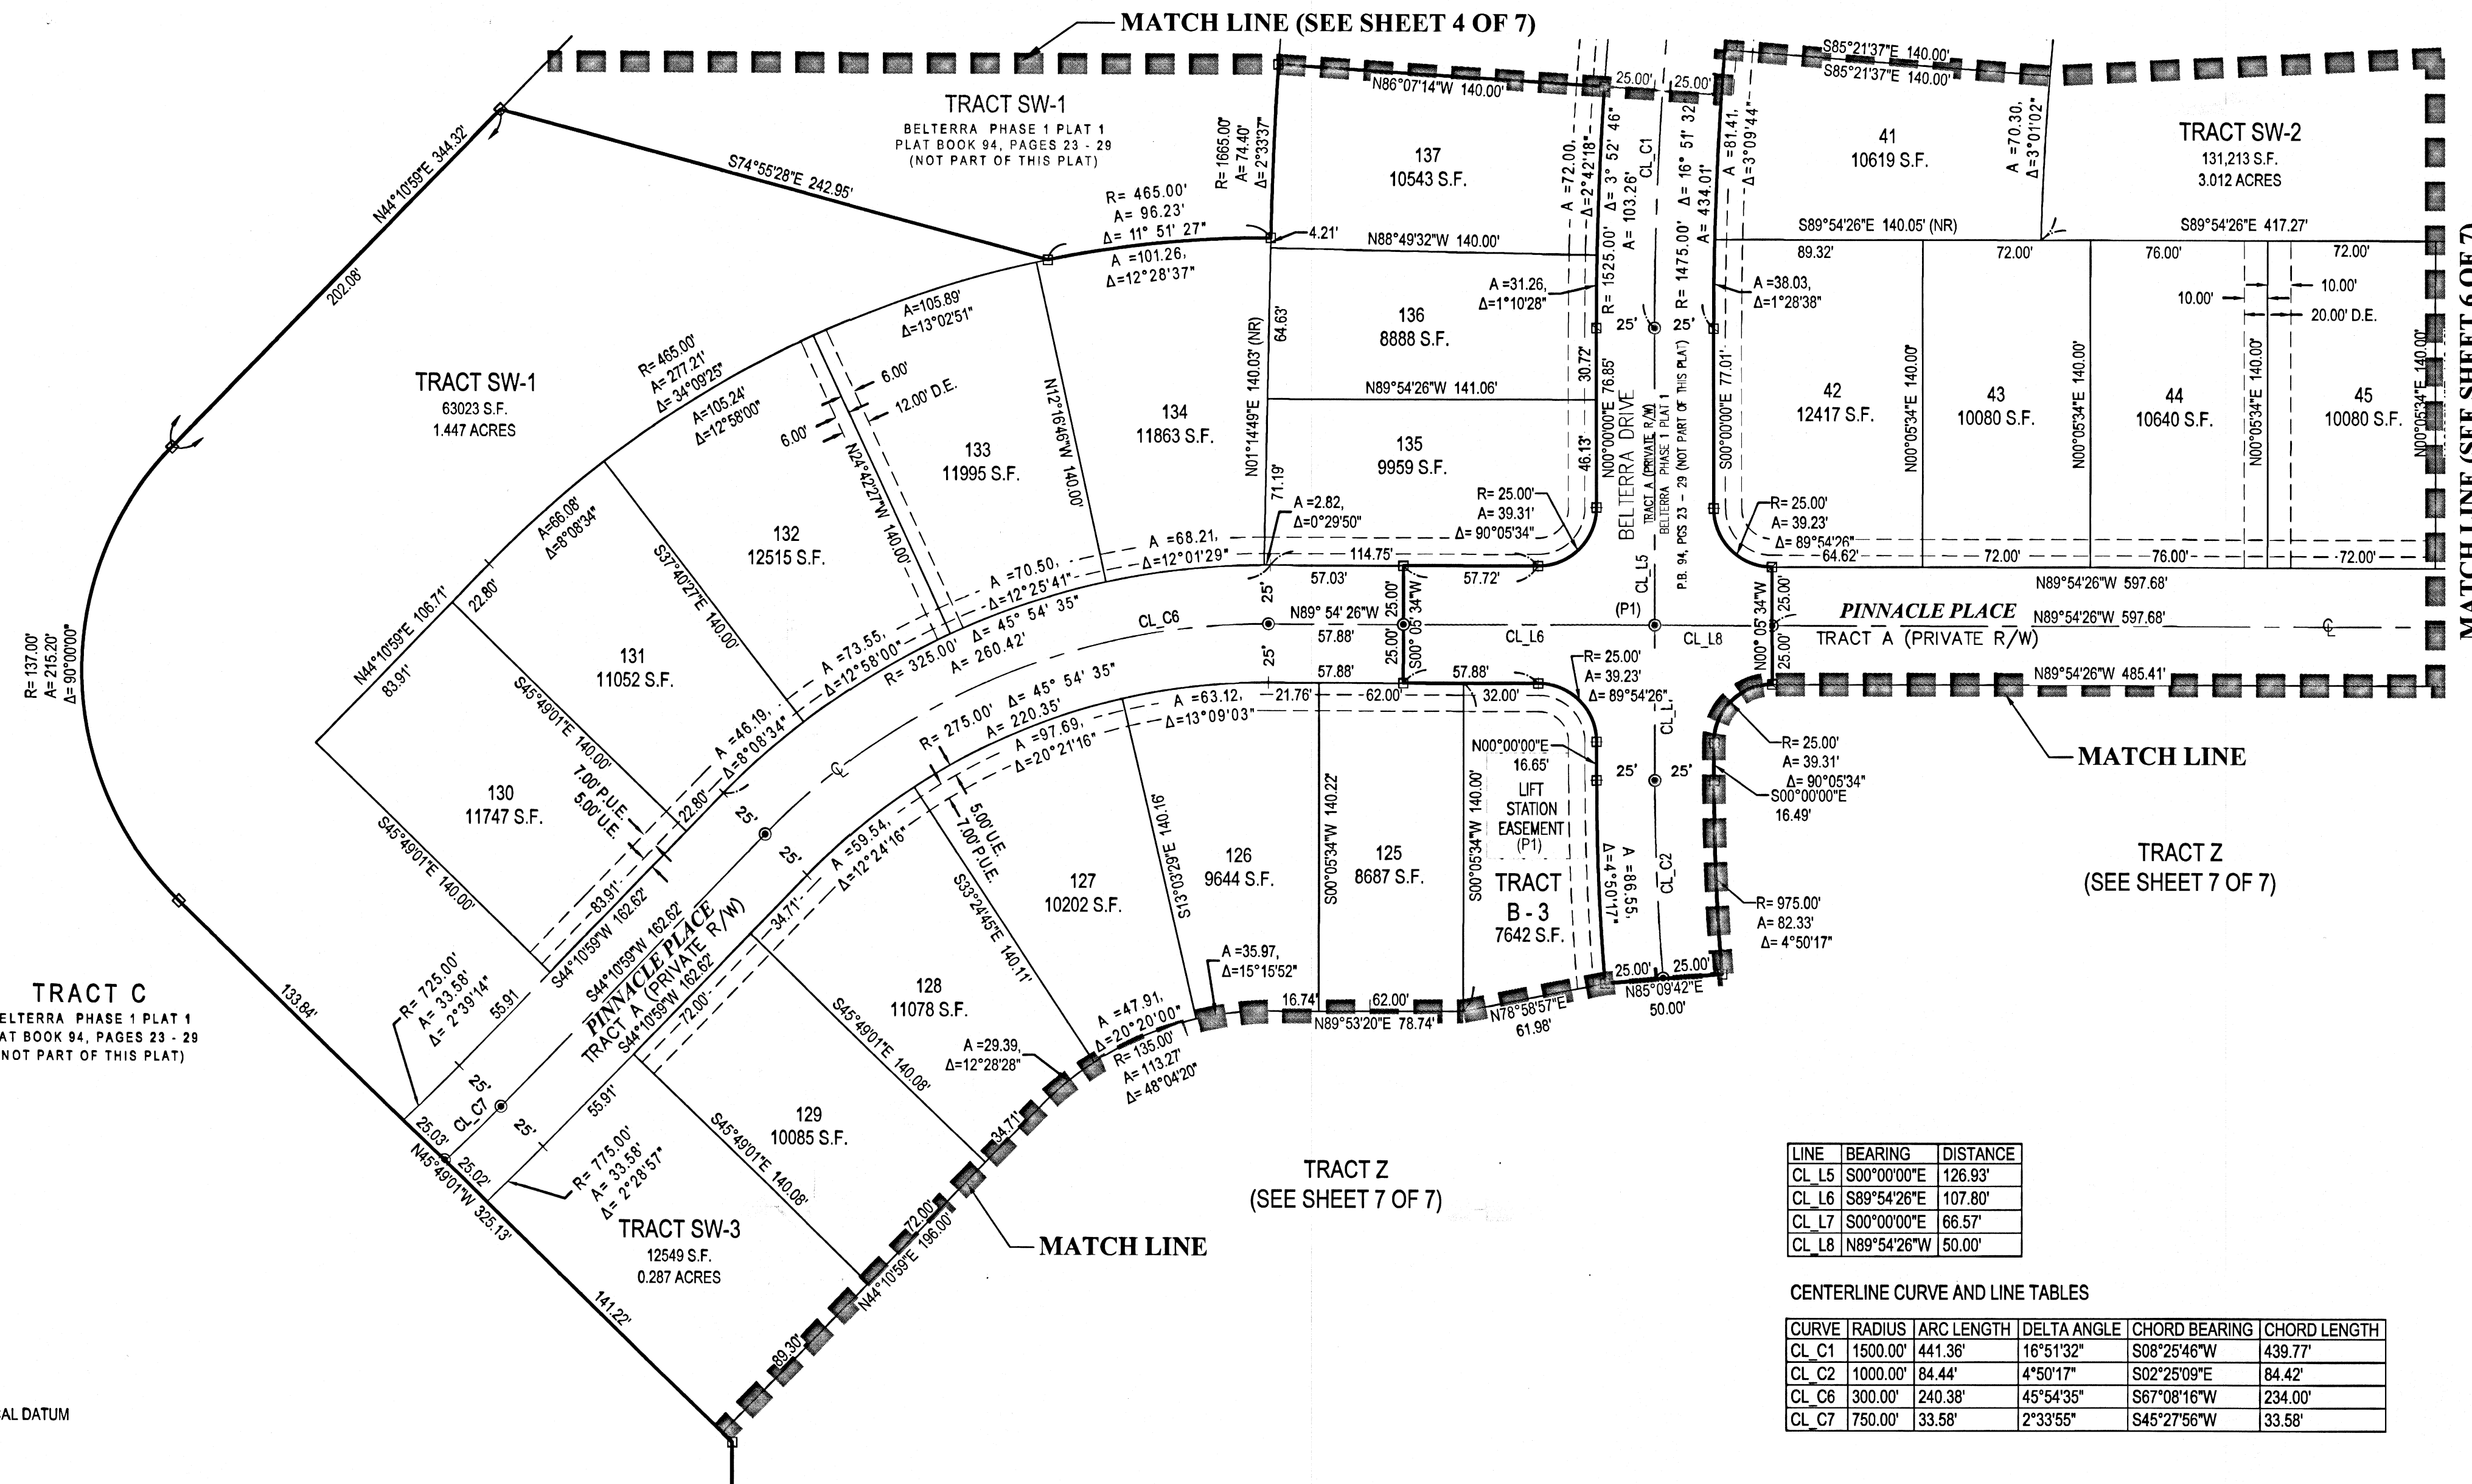 MATCH LINE (SEE SHEET 4 OF 7)
TRACT SW-1
BELTERRA PHASE 1 PLAT 1
PLAT BOOK 94, PAGES 23 - 29
(NOT PART OF THIS PLAT)
N44°10'59"E 344.32'
202.08'
S74°55'28"E 242.95'
R= 465.00'
A= 96.23'
Δ= 11° 51' 27"
A =101.26,
Δ=12°28'37"
R= 1665.00'
A= 74.40'
Δ=2°33'37"
N86°07'14"W 140.00'
137
10543 S.F.
4.21'
N88°49'32"W 140.00'
A =72.00,
Δ=2°42'18"
R= 1525.00' Δ= 3° 52' 46"
A= 103.26'
25.00'
25.00'
CL_C1
R= 1475.00' Δ= 16° 51' 32"
A= 434.01'
A =81.41,
Δ=3°09'44"
S85°21'37"E 140.00'
S85°21'37"E 140.00'
41
10619 S.F.
A =70.30,
Δ=3°01'02"
TRACT SW-2
131,213 S.F.
3.012 ACRES
S89°54'26"E 140.05' (NR)
S89°54'26"E 417.27'
89.32'
72.00'
76.00'
72.00'
10.00'
10.00'
20.00' D.E.
MATCH LINE (SEE SHEET 6 OF 7)
A =31.26,
Δ=1°10'28"
A =38.03,
Δ=1°28'38"
136
8888 S.F.
64.63'
N01°14'49"E 140.03' (NR)
71.19'
N89°54'26"W 141.06'
135
9959 S.F.
30.72'
46.13'
N00°00'00"E 76.85'
BELTERRA DRIVE
TRACT A (PRIVATE R/W)
BELTERRA PHASE 1 PLAT 1
P.B. 94, PGS 23 - 29 (NOT PART OF THIS PLAT)
25'
25'
S00°00'00"E 77.01'
42
12417 S.F.
N00°05'34"E 140.00'
43
10080 S.F.
N00°05'34"E 140.00'
44
10640 S.F.
N00°05'34"E 140.00'
45
10080 S.F.
N00°05'34"E 140.00'
TRACT SW-1
63023 S.F.
1.447 ACRES
R= 465.00'
A= 277.21'
Δ= 34°09'25"
A=105.89'
Δ=13°02'51"
A=105.24'
Δ=12°58'00"
A=66.08'
Δ=8°08'34"
6.00'
12.00' D.E.
6.00'
N24°42'27"W 140.00'
N12°16'46"W 140.00'
134
11863 S.F.
133
11995 S.F.
132
12515 S.F.
S37°40'27"E 140.00'
131
11052 S.F.
N44°10'59"E 106.71'
22.80'
83.91'
S45°49'01"E 140.00'
130
11747 S.F.
S45°49'01"E 140.00'
R= 137.00'
A= 215.20'
Δ= 90°00'00"
A =2.82,
Δ=0°29'50"
R= 25.00'
A= 39.31'
Δ= 90°05'34"
R= 25.00'
A= 39.23'
Δ= 89°54'26"
A =68.21,
Δ=12°01'29"
A =70.50,
Δ=12°25'41"
A =73.55,
Δ=12°58'00"
A =46.19,
Δ=8°08'34"
R= 325.00' Δ= 45° 54' 35"
A= 260.42'
114.75'
57.03'
57.72'
64.62'
72.00'
76.00'
72.00'
N89°54'26"W 597.68'
CL_C6
25'
25'
N89° 54' 26"W
57.88'
57.88'
25.00'
25.00'
S00° 05' 34"W
CL_L5
CL_L6
(P1)
CL_L8
N00° 05' 34"W
25.00'
25.00'
PINNACLE PLACE
TRACT A (PRIVATE R/W)
N89°54'26"W 597.68'
N89°54'26"W 485.41'
MATCH LINE
R= 275.00' Δ= 45° 54' 35"
A= 220.35'
A =63.12,
Δ=13°09'03"
A =97.69,
Δ=20°21'16"
A =59.54,
Δ=12°24'16"
21.76'
62.00'
57.88'
32.00'
R= 25.00'
A= 39.23'
Δ= 89°54'26"
CL_L7
N00°00'00"E
16.65'
LIFT
STATION
EASEMENT
(P1)
25'
25'
R= 25.00'
A= 39.31'
Δ= 90°05'34"
S00°00'00"E
16.49'
7.00' P.U.E.
5.00' U.E.
22.80'
25'
25'
5.00' U.E.
7.00' P.U.E.
83.91'
S44°10'59"W 162.62'
S44°10'59"W 162.62'
PINNACLE PLACE
TRACT A (PRIVATE R/W)
S44°10'59"W 162.62'
34.71'
72.00'
S33°24'45"E 140.11'
127
10202 S.F.
S13°03'29"E 140.16'
126
9644 S.F.
S00°05'34"W 140.22'
125
8687 S.F.
S00°05'34"W 140.00'
TRACT
B - 3
7642 S.F.
A =86.55,
Δ=4°50'17"
CL_C2
R= 975.00'
A= 82.33'
Δ= 4°50'17"
TRACT Z
(SEE SHEET 7 OF 7)
25.00'
25.00'
N85°09'42"E
50.00'
N78°58'57"E
61.98'
16.74'
62.00'
N89°53'20"E 78.74'
A =35.97,
Δ=15°15'52"
A =47.91,
Δ=20°20'00"
R= 135.00'
A= 113.27'
Δ= 48°04'20"
A =29.39,
Δ=12°28'28"
128
11078 S.F.
S45°49'01"E 140.08'
129
10085 S.F.
S45°49'01"E 140.08'
34.71'
72.00'
N44°10'59"E 196.00'
89.30'
MATCH LINE
TRACT Z
(SEE SHEET 7 OF 7)
TRACT C
BELTERRA PHASE 1 PLAT 1
AT BOOK 94, PAGES 23 - 29
NOT PART OF THIS PLAT)
133.84'
R= 725.00'
A= 33.58'
Δ= 2°39'14"
55.91
25'
CL_C7
25'
55.91'
25.03'
25.02'
N45°49'01"W 325.13'
R= 775.00'
A= 33.58'
Δ= 2°28'57"
TRACT SW-3
12549 S.F.
0.287 ACRES
141.22'
LINE BEARING DISTANCE
CL_L5 S00°00'00"E 126.93'
CL_L6 S89°54'26"E 107.80'
CL_L7 S00°00'00"E 66.57'
CL_L8 N89°54'26"W 50.00'
CENTERLINE CURVE AND LINE TABLES
CURVE RADIUS ARC LENGTH DELTA ANGLE CHORD BEARING CHORD LENGTH
CL_C1 1500.00' 441.36' 16°51'32" S08°25'46"W 439.77'
CL_C2 1000.00' 84.44' 4°50'17" S02°25'09"E 84.42'
CL_C6 300.00' 240.38' 45°54'35" S67°08'16"W 234.00'
CL_C7 750.00' 33.58' 2°33'55" S45°27'56"W 33.58'
AL DATUM